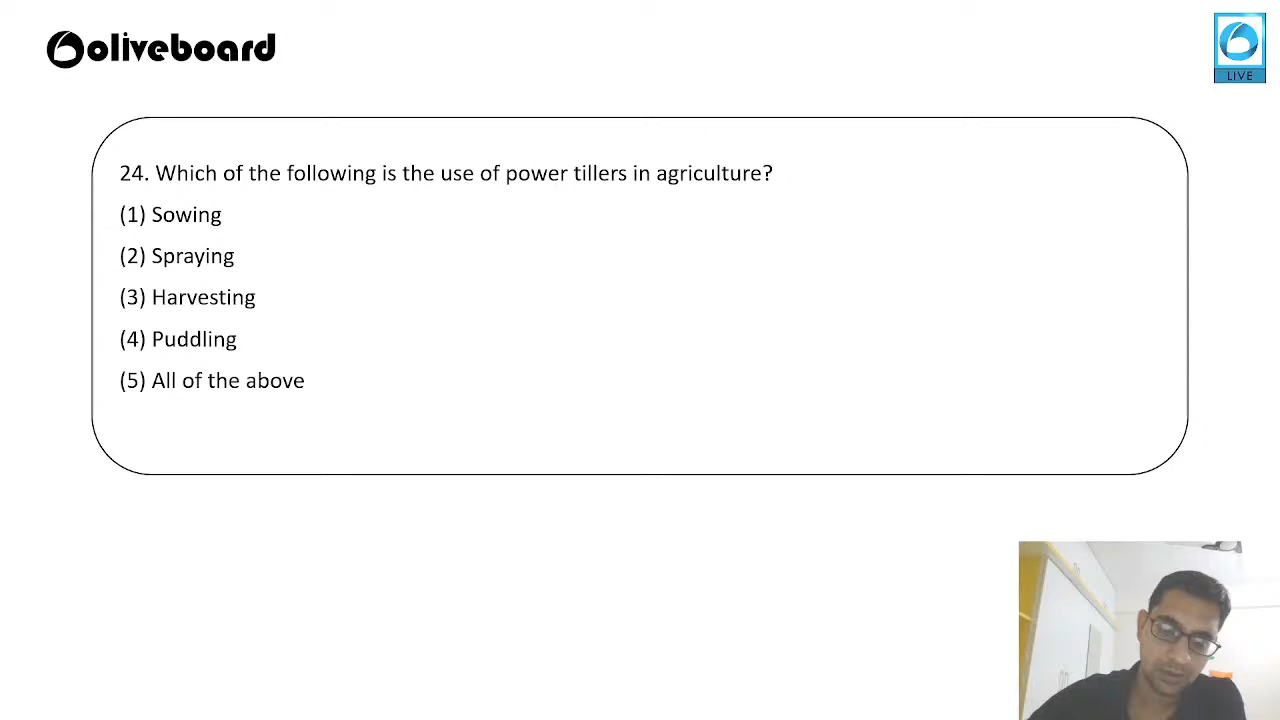 oliveboard
LIVE
24. Which of the following is the use of power tillers in agriculture?
(1) Sowing
(2) Spraying
(3) Harvesting
(4) Puddling
(5) All of the above